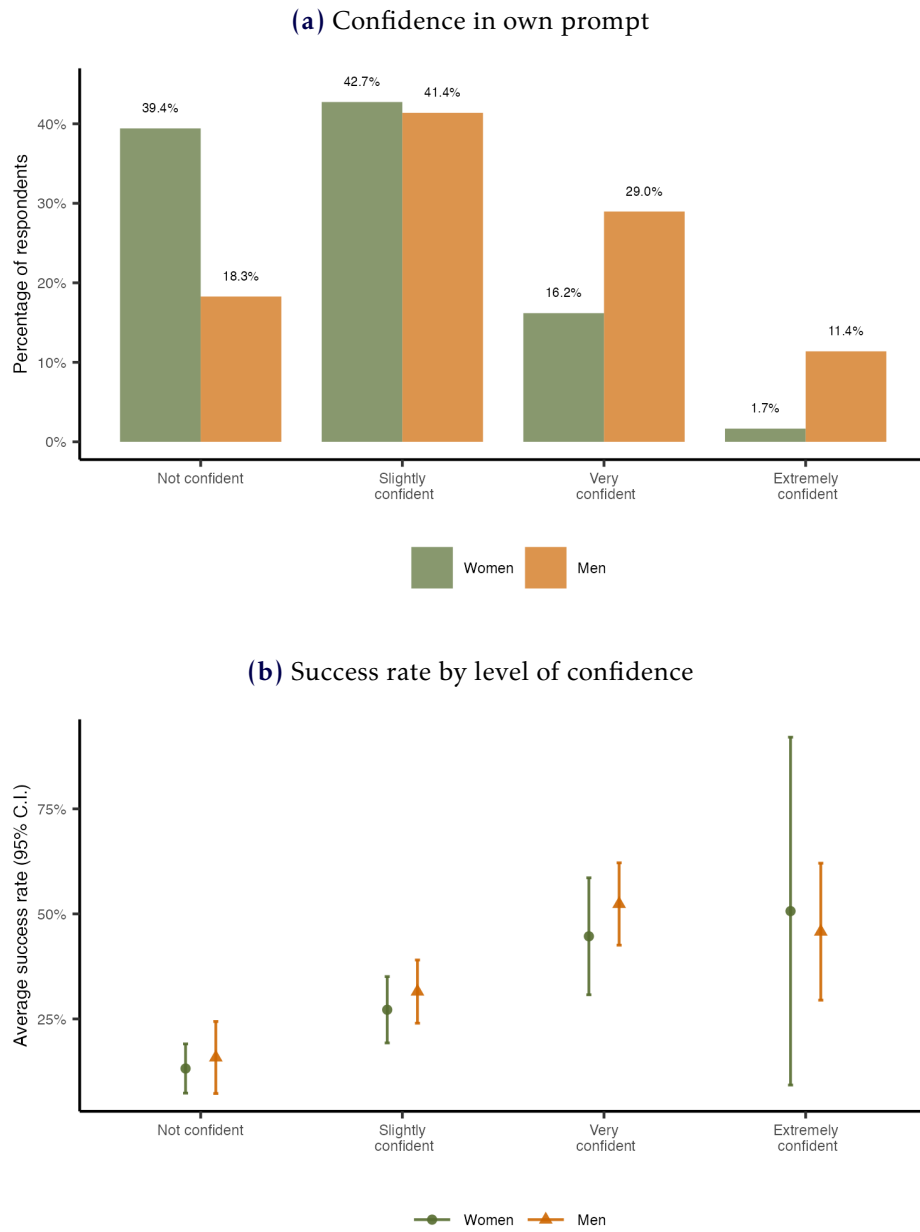 (a) Confidence in own prompt
Percentage of respondents
40%
30%
20%
10%
0%
39.4%
18.3%
42.7%
41.4%
16.2%
29.0%
1.7%
11.4%
Not confident
Slightly
confident
Very
confident
Extremely
confident
Women
Men
(b) Success rate by level of confidence
Average success rate (95% C.I.)
75%
50%
25%
Not confident
Slightly
confident
Very
confident
Extremely
confident
Women
Men